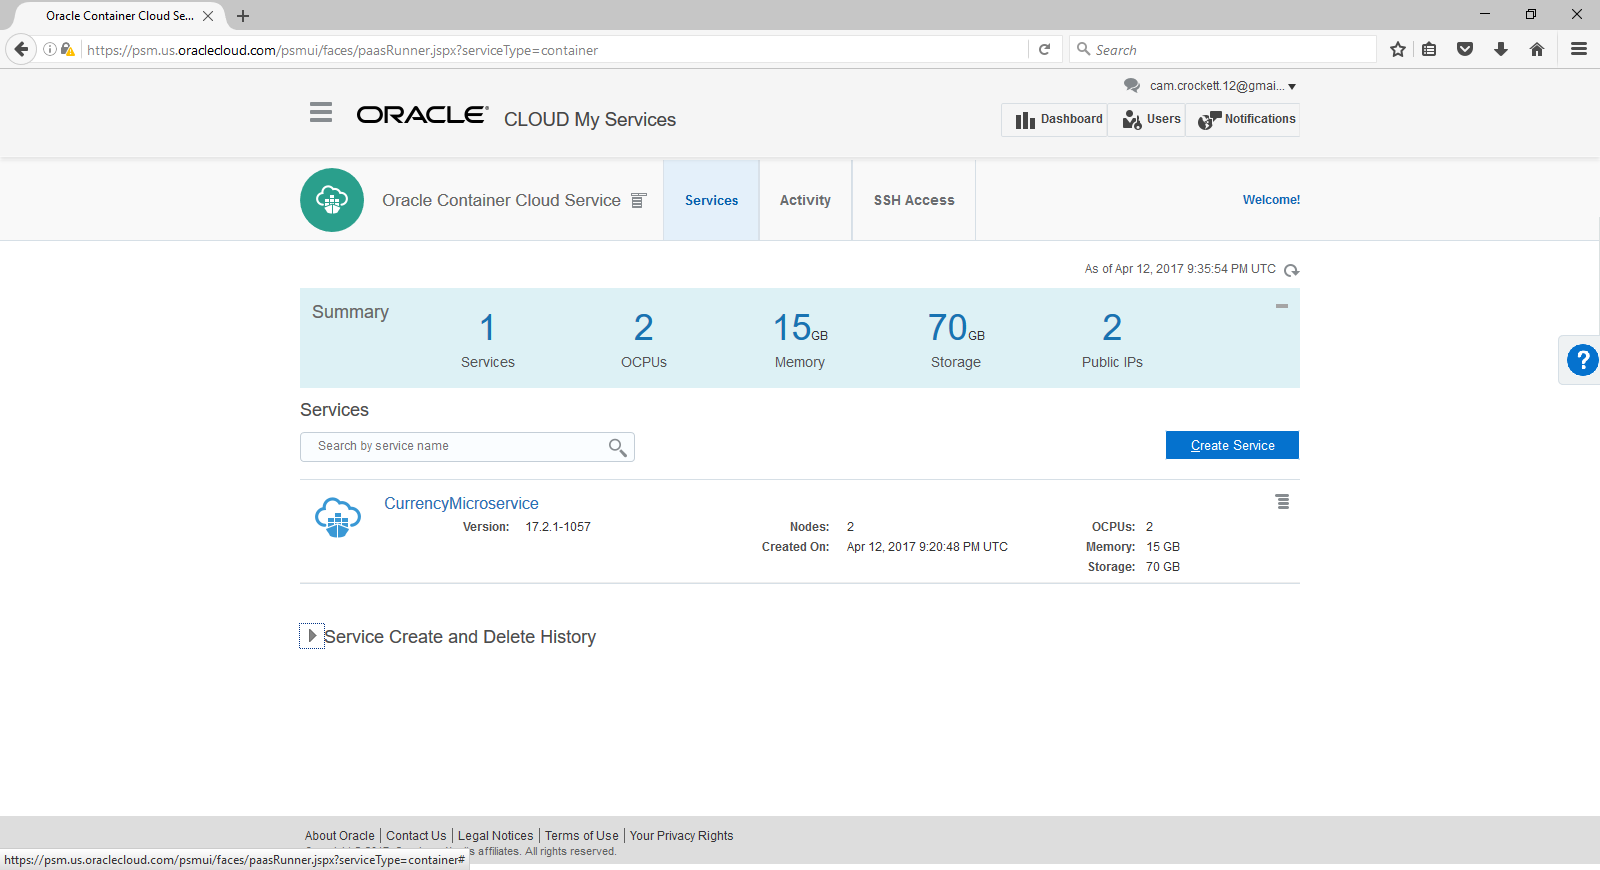 Oracle Container Cloud Se...
https://psm.us.oraclecloud.com/psmui/faces/paasRunner.jspx?serviceType=container
Search
cam.crockett.12@gmai...
ORACLE CLOUD My Services
Dashboard Users Notifications
Oracle Container Cloud Service Services Activity SSH Access Welcome!
As of Apr 12, 2017 9:35:54 PM UTC
Summary
1 2 15 GB 70 GB 2
Services OCPUs Memory Storage Public IPs
?
Services
Search by service name
Create Service
CurrencyMicroservice
Version: 17.2.1-1057 Nodes: 2 OCPUs: 2
Created On: Apr 12, 2017 9:20:48 PM UTC Memory: 15 GB
Storage: 70 GB
Service Create and Delete History
About Oracle | Contact Us | Legal Notices | Terms of Use | Your Privacy Rights
affiliates. All rights reserved.
https://psm.us.oraclecloud.com/psmui/faces/paasRunner.jspx?serviceType=container#